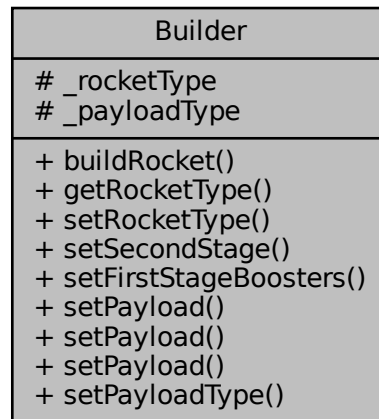 Builder
# _rocketType
# _payloadType
+ buildRocket()
+ getRocketType()
+ setRocketType()
+ setSecondStage()
+ setFirstStageBoosters()
+ setPayload()
+ setPayload()
+ setPayload()
+ setPayloadType()